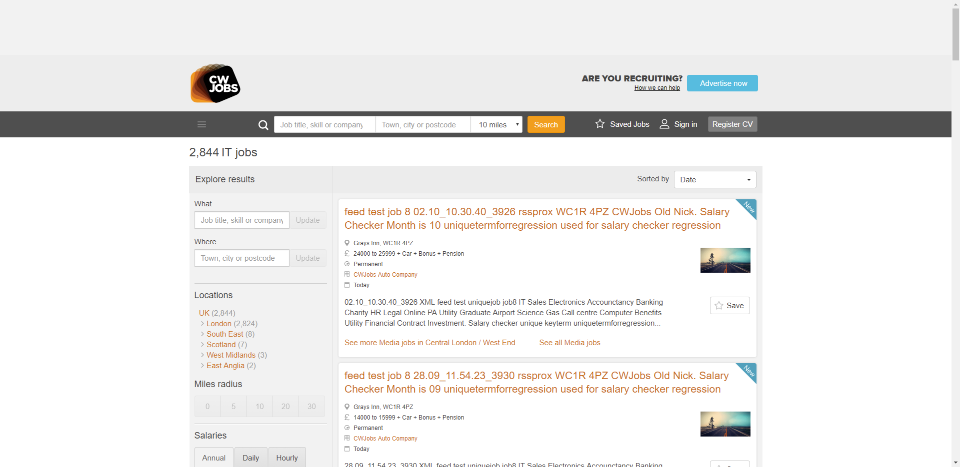 CW
JOBS
ARE YOU RECRUITING?
How we can help
Advertise now
Job title, skill or company
Town, city or postcode
10 miles
Search
Saved Jobs
Sign in
Register CV
2,844 IT jobs
Explore results
Sorted by
Date
What
Job title, skill or company
Update
Where
Town, city or postcode
Update
Locations
UK (2,844)
London (2,824)
South East (8)
Scotland (7)
West Midlands (3)
East Anglia (2)
Miles radius
0 5 10 20 30
Salaries
Annual Daily Hourly
New
feed test job 8 02.10_10.30.40_3926 rssprox WC1R 4PZ CWJobs Old Nick. Salary
Checker Month is 10 uniquetermforregression used for salary checker regression
Grays Inn, WC1R 4PZ
24000 to 25999 + Car + Bonus + Pension
Permanent
CWJobs Auto Company
Today
02.10_10.30.40_3926 XML feed test uniquejob job8 IT Sales Electronics Accounctancy Banking
Charity HR Legal Online PA Utility Graduate Airport Science Gas Call centre Computer Benefits
Utility Financial Contract Investment. Salary checker unique keyterm uniquetermforregression...
Save
See more Media jobs in Central London / West End
See all Media jobs
New
feed test job 8 28.09_11.54.23_3930 rssprox WC1R 4PZ CWJobs Old Nick. Salary
Checker Month is 09 uniquetermforregression used for salary checker regression
Grays Inn, WC1R 4PZ
14000 to 15999 + Car + Bonus + Pension
Permanent
CWJobs Auto Company
Today
28.09_11.54.23_3930 XML feed test uniquejob job8 IT Sales Electronics Accounctancy Banking